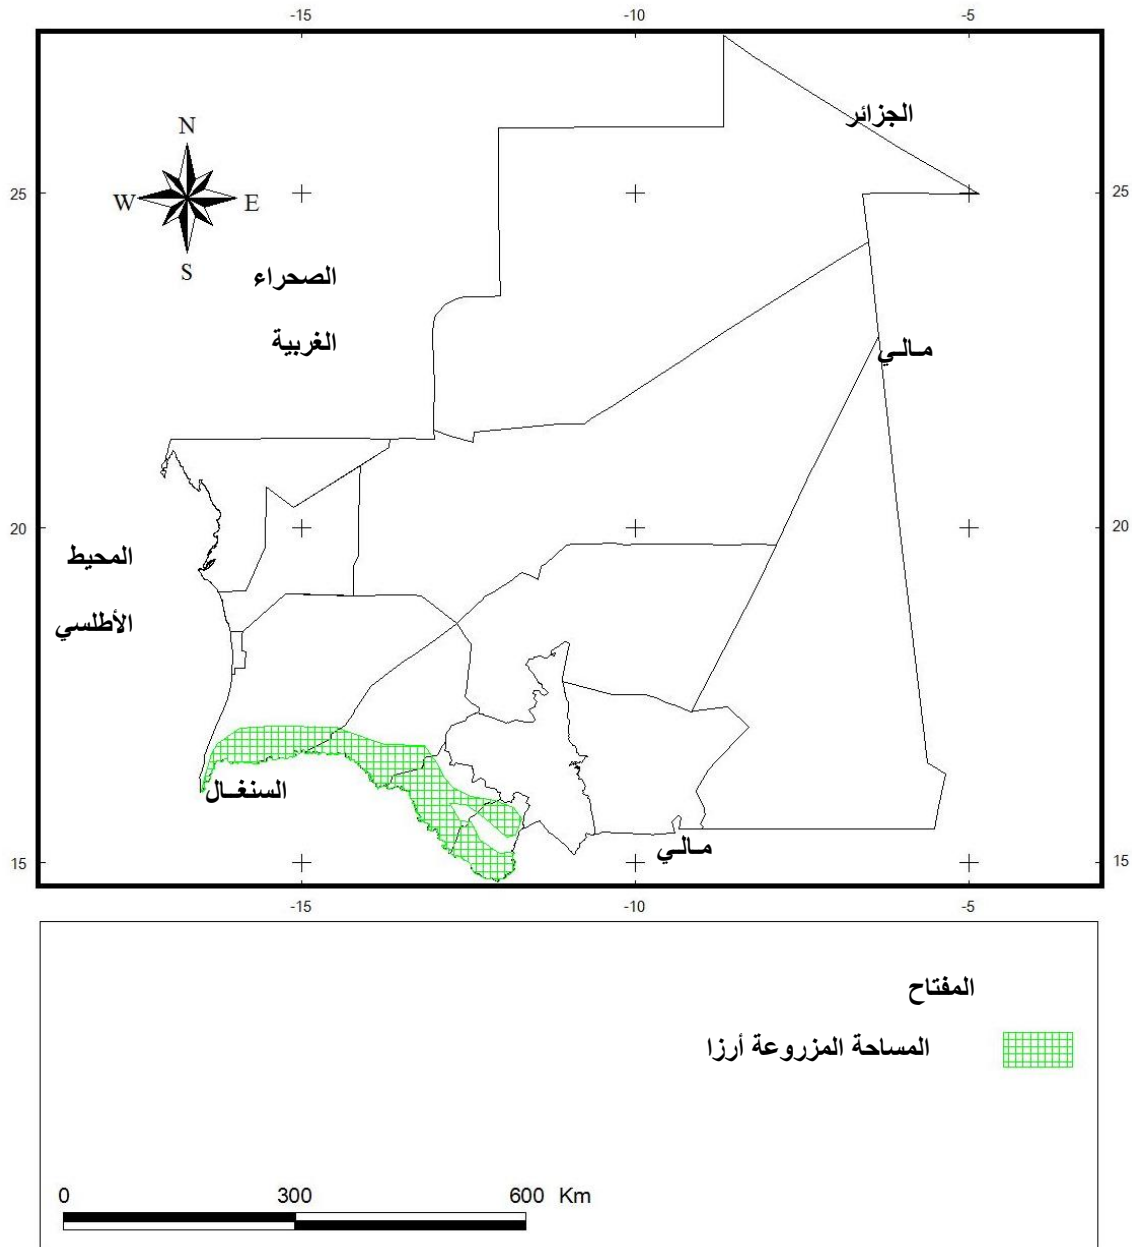 -15 -10 -5
الجزائر
N
25 W E 25
S
الصحراء
الغربية
مـالـي
20 20
المحيط
الأطلسي
السنغـال
مـالـي
15 15
-15 -10 -5
المفتاح
المساحة المزروعة أرزا
0 300 600 Km